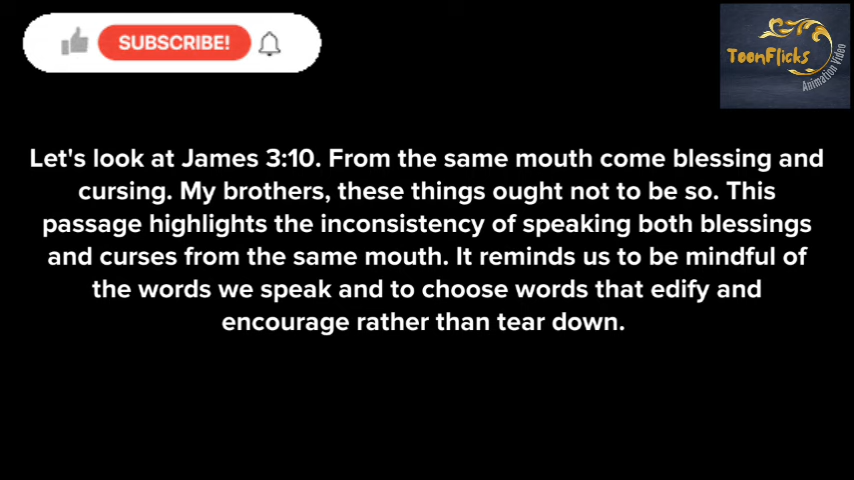 SUBSCRIBE!
ToonFlicks
Animation Video
Let's look at James 3:10. From the same mouth come blessing and
cursing. My brothers, these things ought not to be so. This
passage highlights the inconsistency of speaking both blessings
and curses from the same mouth. It reminds us to be mindful of
the words we speak and to choose words that edify and
encourage rather than tear down.